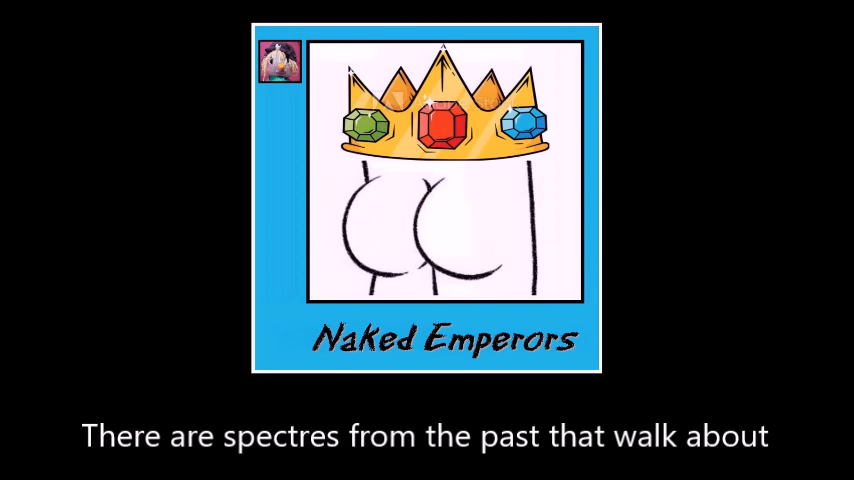 Naked Emperors
There are spectres from the past that walk about